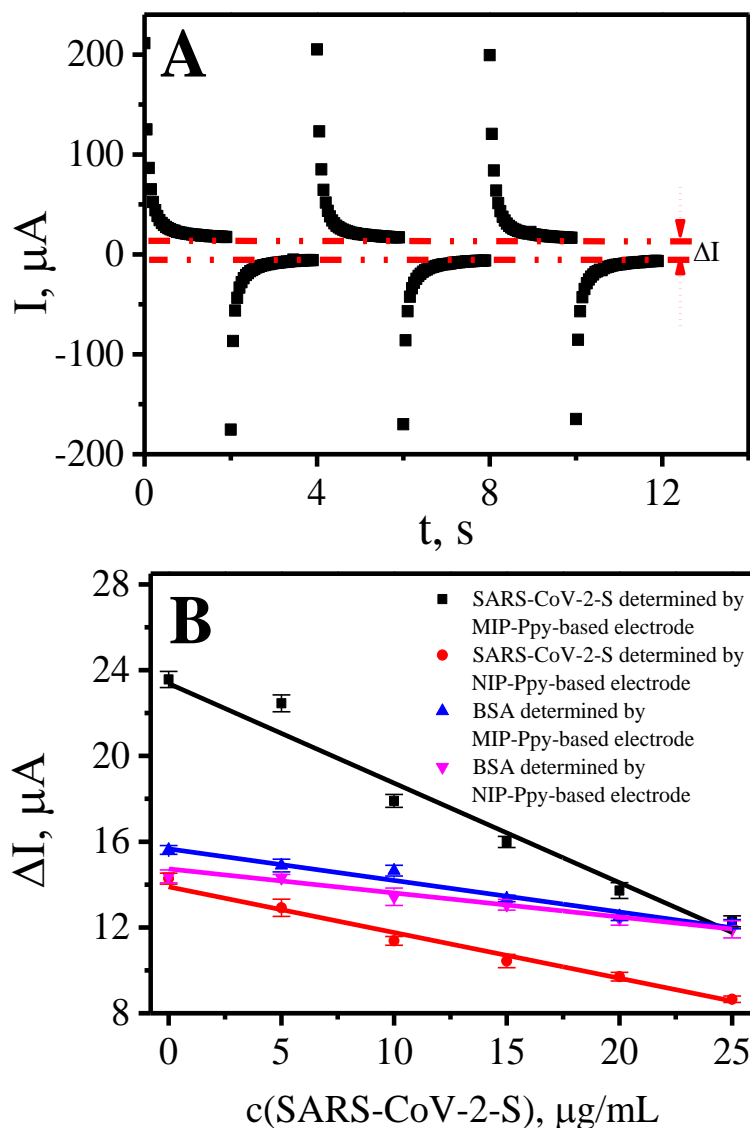 A
200
100
0
-100
-200
I, μA
ΔI
0
4
8
12
t, s
B
28
24
20
16
12
8
ΔI, μA
SARS-CoV-2-S determined by
MIP-Ppy-based electrode
SARS-CoV-2-S determined by
NIP-Ppy-based electrode
BSA determined by
MIP-Ppy-based electrode
BSA determined by
NIP-Ppy-based electrode
0
5
10
15
20
25
c(SARS-CoV-2-S), μg/mL